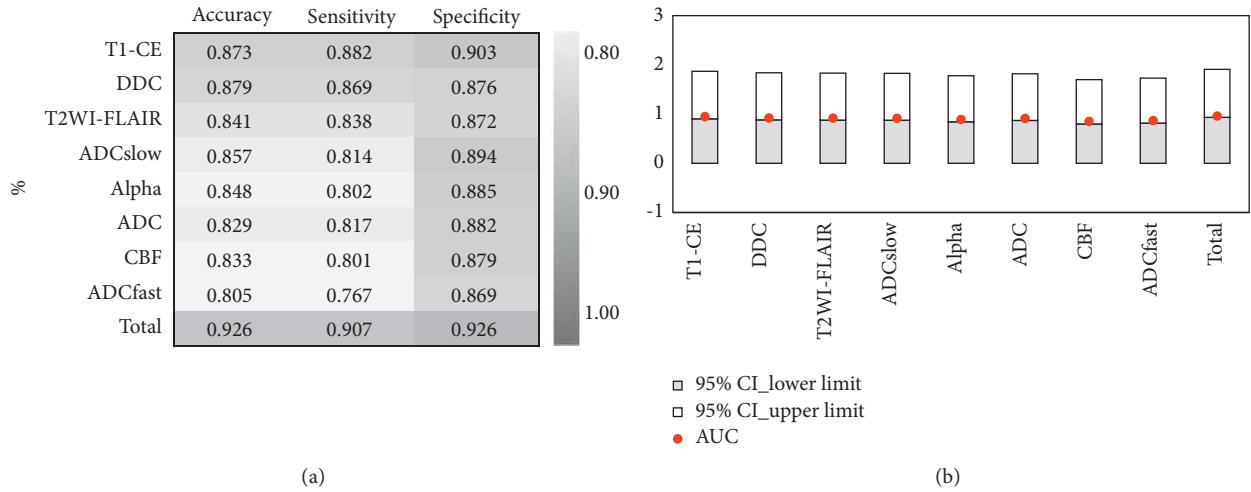 Accuracy Sensitivity Specificity
T1-CE 0.873 0.882 0.903
DDC 0.879 0.869 0.876
T2WI-FLAIR 0.841 0.838 0.872
ADCslow 0.857 0.814 0.894
Alpha 0.848 0.802 0.885
ADC 0.829 0.817 0.882
CBF 0.833 0.801 0.879
ADCfast 0.805 0.767 0.869
Total 0.926 0.907 0.926
%
0.80
0.90
1.00
(a)
3
2
1
0
-1
T1-CE
DDC
T2WI-FLAIR
ADCslow
Alpha
ADC
CBF
ADCfast
Total
95% CI_lower limit
95% CI_upper limit
AUC
(b)